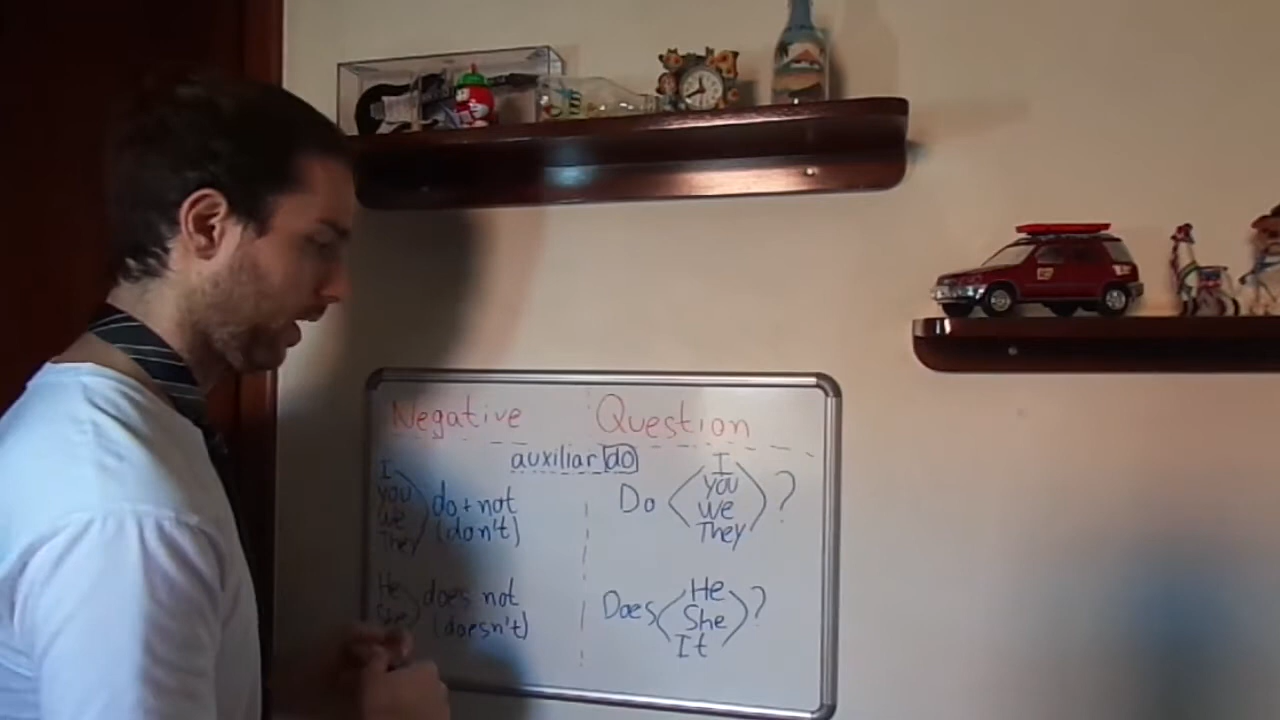 Negative Question
auxiliar do
I
you
we
They
do + not
(don't)
Do
I
you
we
They
?
He
She
does not
(doesn't)
Does
He
She
It
?